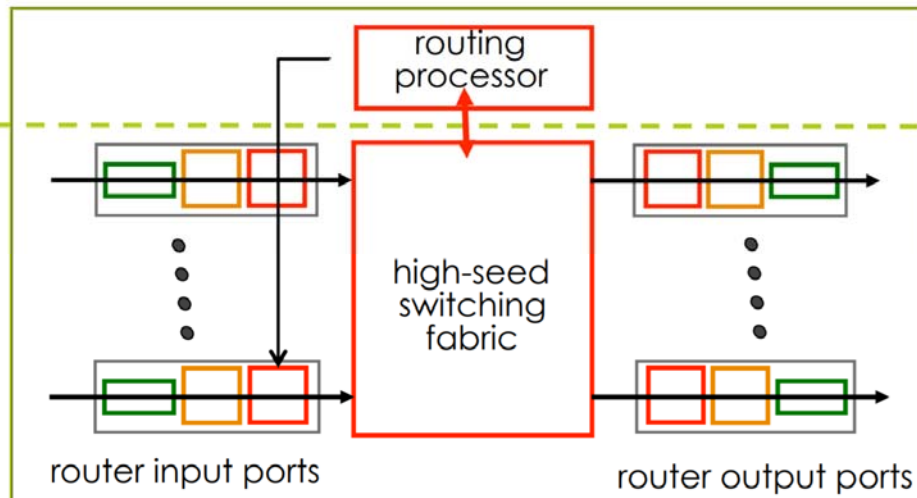 routing
processor
high-seed
switching
fabric
router input ports
router output ports